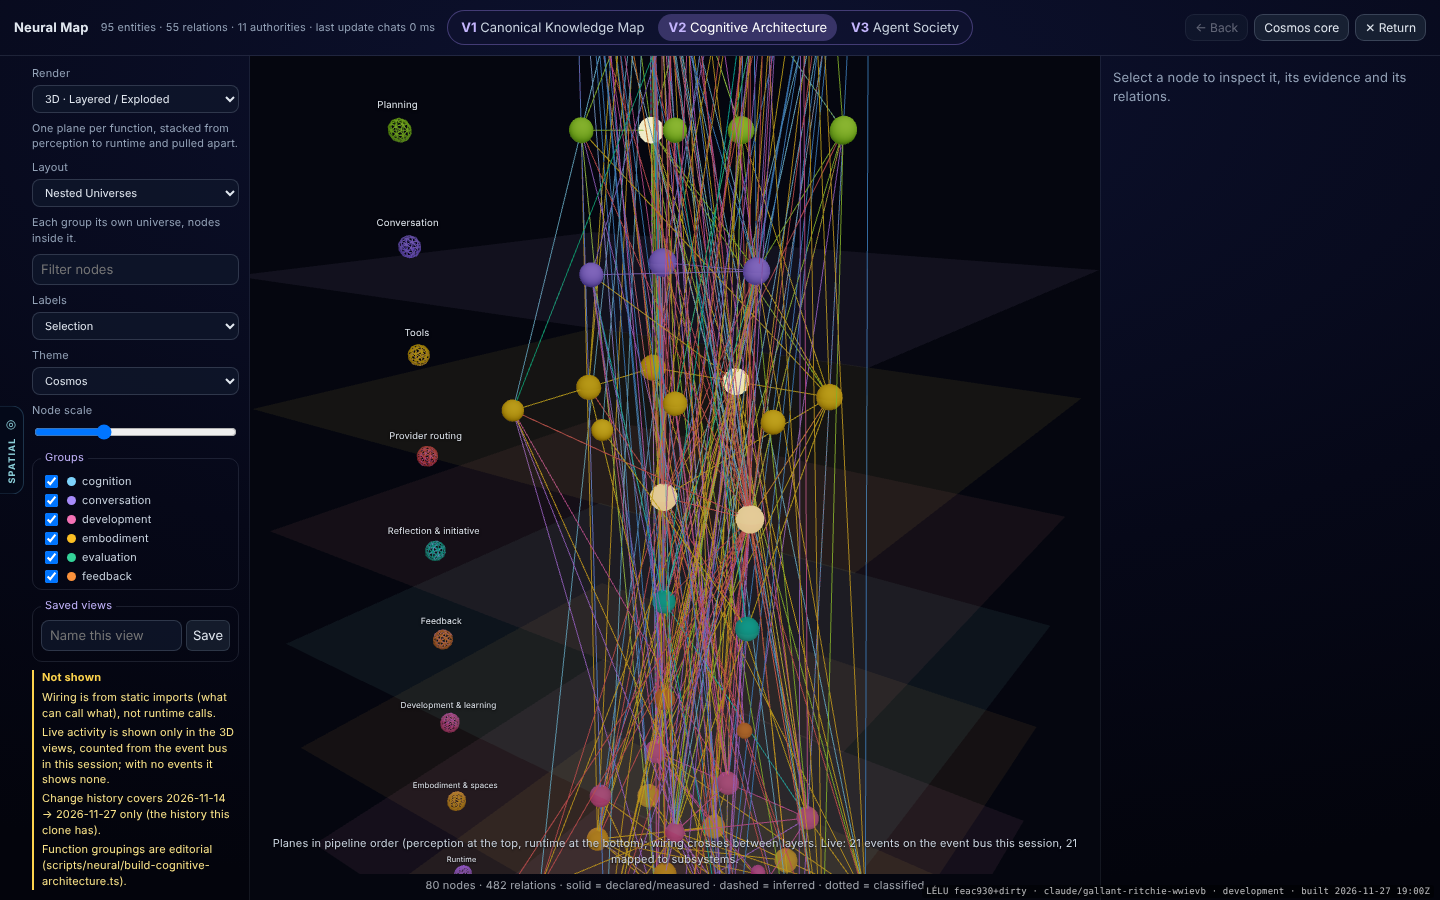 Neural Map
95 entities · 55 relations · 11 authorities · last update chats 0 ms
V1 Canonical Knowledge Map
V2 Cognitive Architecture
V3 Agent Society
← Back
Cosmos core
✕ Return
Render
3D · Layered / Exploded
One plane per function, stacked from
perception to runtime and pulled apart.
Layout
Nested Universes
Each group its own universe, nodes
inside it.
Filter nodes
Labels
Selection
Theme
Cosmos
Node scale
SPATIAL ◎
Groups
cognition
conversation
development
embodiment
evaluation
feedback
Saved views
Name this view
Save
Not shown
Wiring is from static imports (what
can call what), not runtime calls.
Live activity is shown only in the 3D
views, counted from the event bus
in this session; with no events it
shows none.
Change history covers 2026-11-14
→ 2026-11-27 only (the history this
clone has).
Function groupings are editorial
(scripts/neural/build-cognitive-
architecture.ts).
Planning
Conversation
Tools
Provider routing
Reflection & initiative
Feedback
Development & learning
Embodiment & spaces
Runtime
Planes in pipeline order (perception at the top, runtime at the bottom); wiring crosses between layers. Live: 21 events on the event bus this session, 21
mapped to subsystems.
80 nodes · 482 relations · solid = declared/measured · dashed = inferred · dotted = classified
Select a node to inspect it, its evidence and its
relations.
LÉLU feac930+dirty · claude/gallant-ritchie-wwievb · development · built 2026-11-27 19:00Z